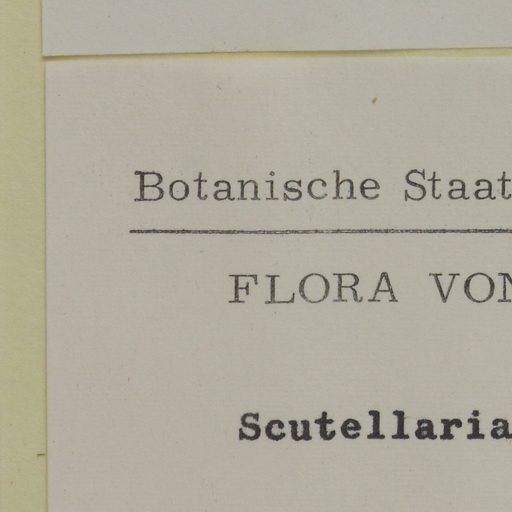 Botanische Staat
FLORA VON
Scutellaria